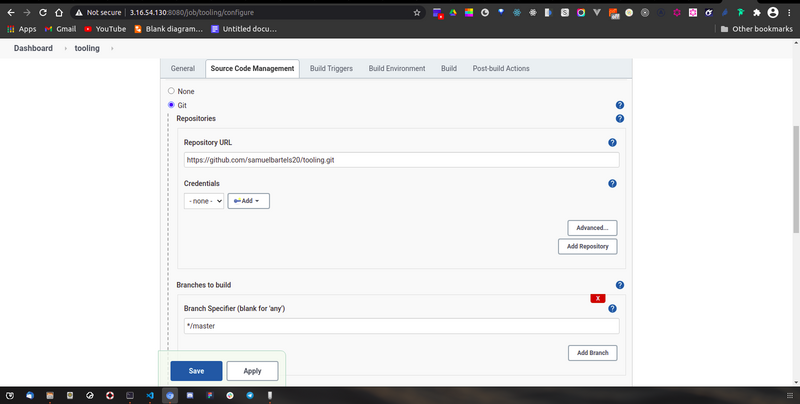 Not secure | 3.16.54.130:8080/job/tooling/configure
Apps Gmail YouTube Blank diagram... Untitled docu... Other bookmarks
Dashboard › tooling ›
General Source Code Management Build Triggers Build Environment Build Post-build Actions
None
Git
?
Repositories
?
Repository URL
?
https://github.com/samuelbartels20/tooling.git
Credentials
?
- none - Add
Advanced...
Add Repository
Branches to build
?
X
Branch Specifier (blank for 'any')
?
*/master
Add Branch
Save Apply